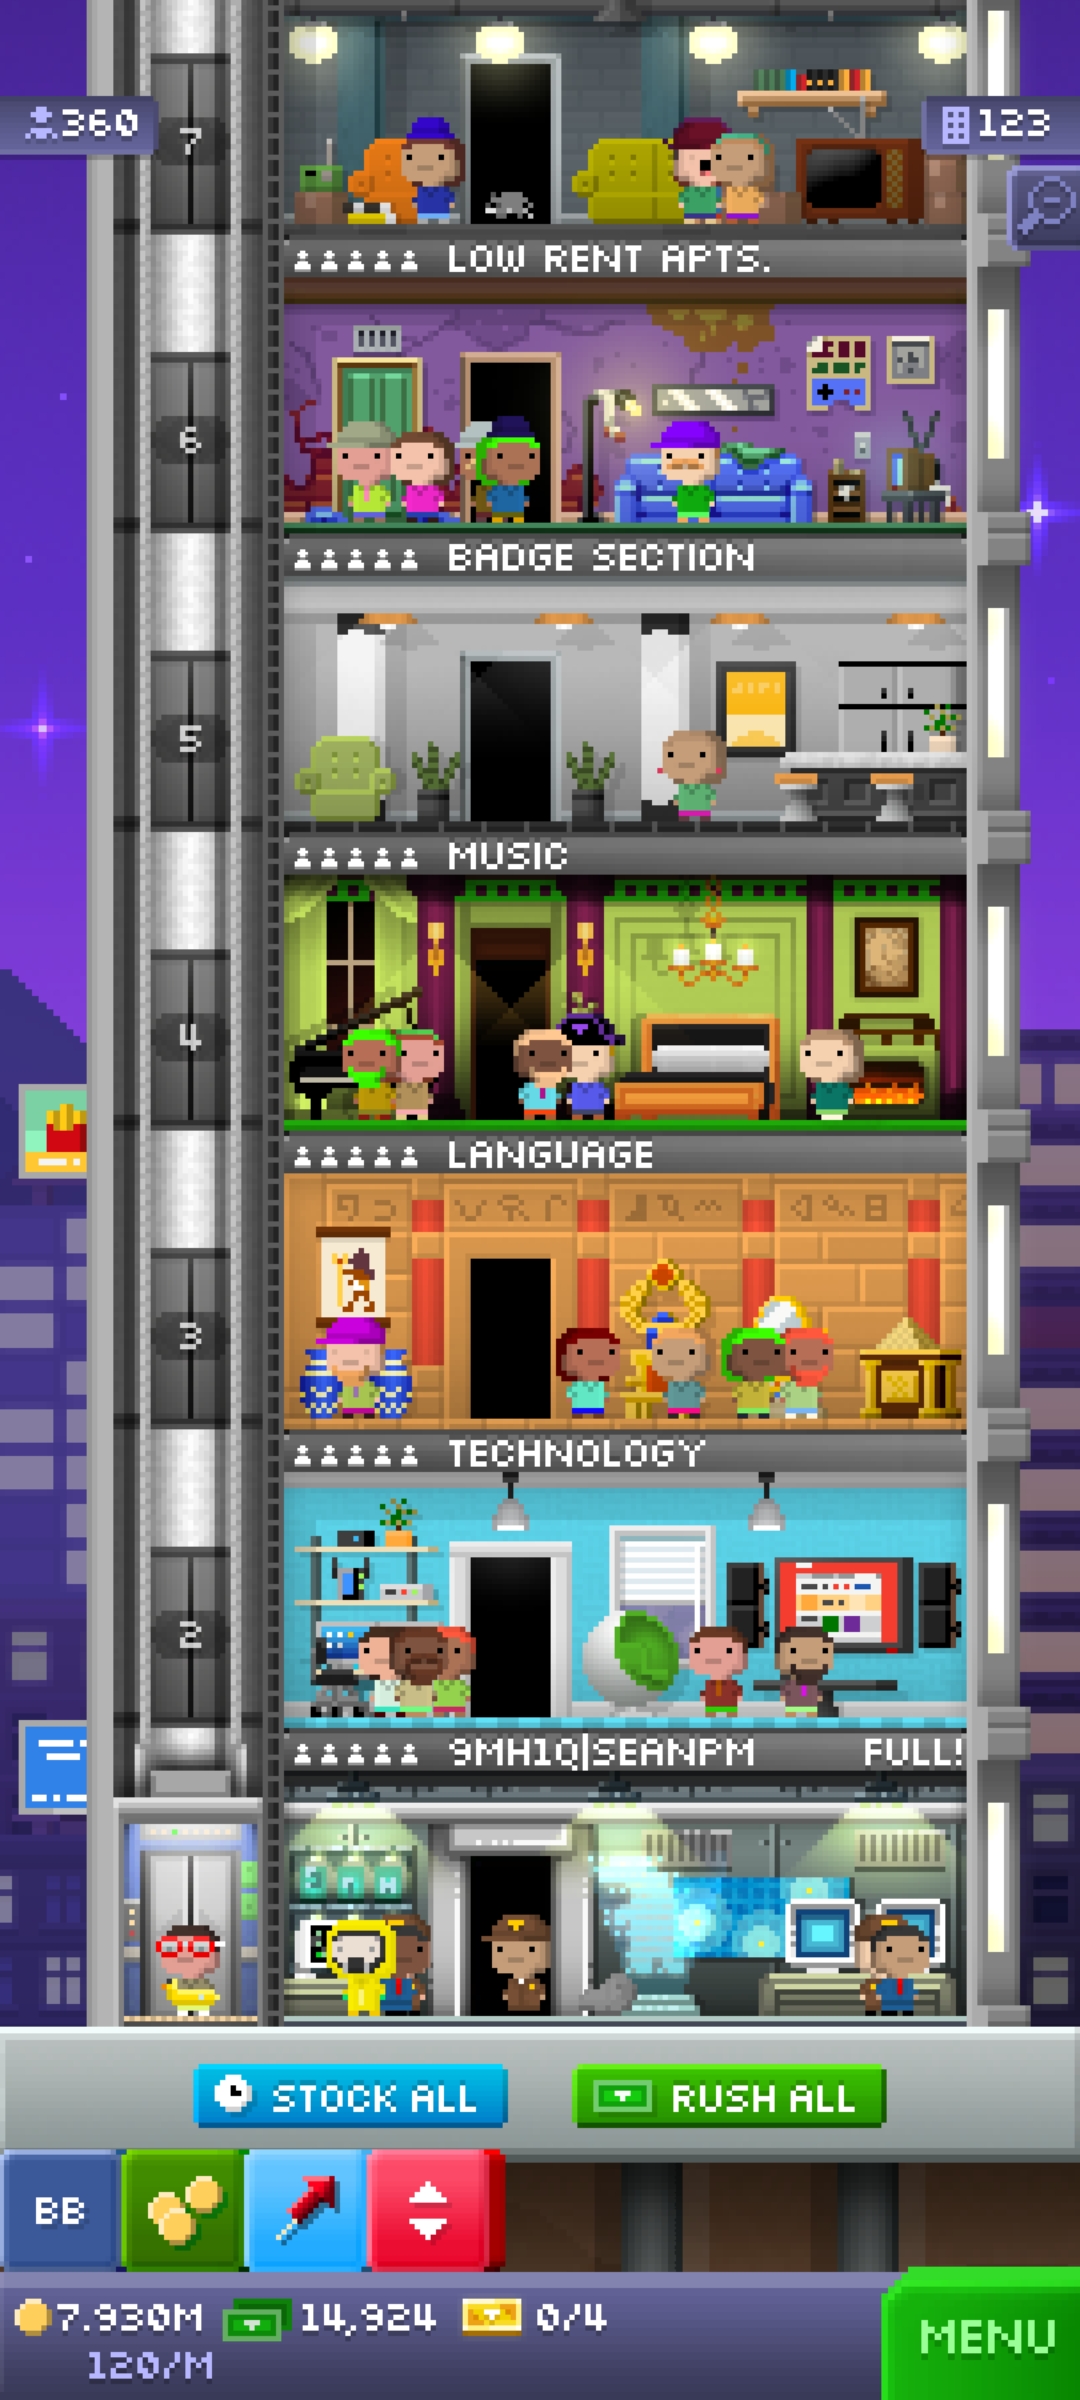 360
7
123
LOW RENT APTS.
6
BADGE SECTION
5
MUSIC
4
LANGUAGE
3
TECHNOLOGY
2
9MH1Q|SEANPM FULL!
STOCK ALL
RUSH ALL
BB
7.930M
14,924
0/4
120/M
MENU